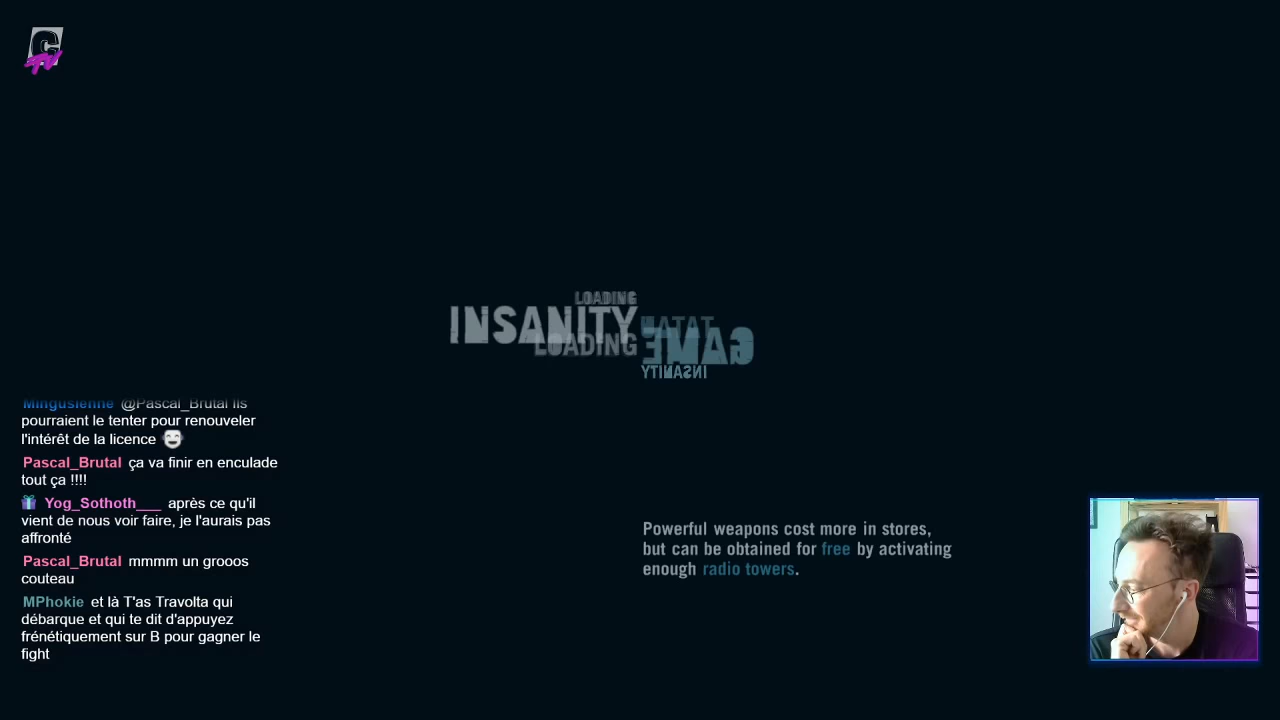 C
TV
LOADING
INSANITY
LOADING
GAME
INSANITY
Mingusienne @Pascal_Brutal Ils
pourraient le tenter pour renouveler
l'intérêt de la licence
Pascal_Brutal ça va finir en enculade
tout ça !!!!
Yog_Sothoth___ après ce qu'il
vient de nous voir faire, je l'aurais pas
affronté
Pascal_Brutal mmmm un grooos
couteau
MPhokie et là T'as Travolta qui
débarque et qui te dit d'appuyez
frénétiquement sur B pour gagner le
fight
Powerful weapons cost more in stores,
but can be obtained for free by activating
enough radio towers.